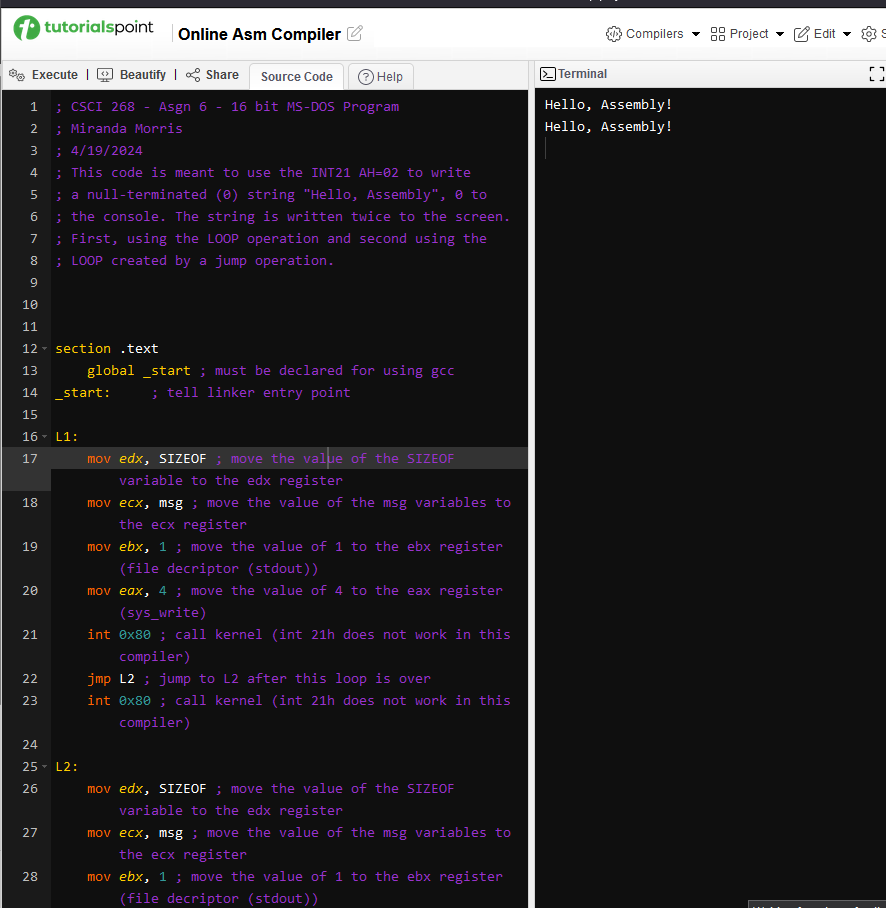 tutorialspoint
Online Asm Compiler
Compilers Project Edit S
Execute | Beautify | Share Source Code Help
Terminal
1 ; CSCI 268 - Asgn 6 - 16 bit MS-DOS Program
2 ; Miranda Morris
3 ; 4/19/2024
4 ; This code is meant to use the INT21 AH=02 to write
5 ; a null-terminated (0) string "Hello, Assembly", 0 to
6 ; the console. The string is written twice to the screen.
7 ; First, using the LOOP operation and second using the
8 ; LOOP created by a jump operation.
9
10
11
12 section .text
13 global _start ; must be declared for using gcc
14 _start: ; tell linker entry point
15
16 L1:
17 mov edx, SIZEOF ; move the value of the SIZEOF
variable to the edx register
18 mov ecx, msg ; move the value of the msg variables to
the ecx register
19 mov ebx, 1 ; move the value of 1 to the ebx register
(file decriptor (stdout))
20 mov eax, 4 ; move the value of 4 to the eax register
(sys_write)
21 int 0x80 ; call kernel (int 21h does not work in this
compiler)
22 jmp L2 ; jump to L2 after this loop is over
23 int 0x80 ; call kernel (int 21h does not work in this
compiler)
24
25 L2:
26 mov edx, SIZEOF ; move the value of the SIZEOF
variable to the edx register
27 mov ecx, msg ; move the value of the msg variables to
the ecx register
28 mov ebx, 1 ; move the value of 1 to the ebx register
(file decriptor (stdout))
Hello, Assembly!
Hello, Assembly!